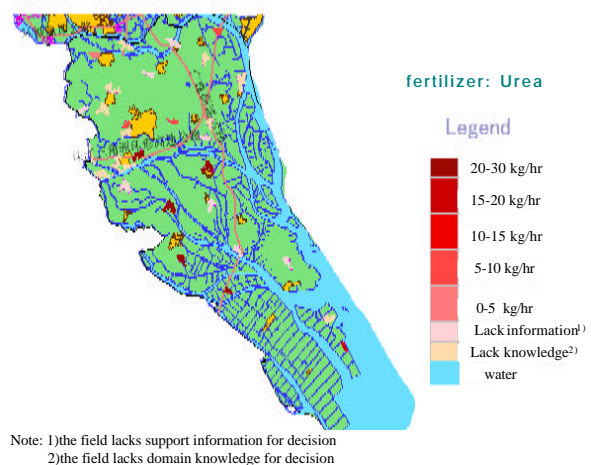 fertilizer: Urea
Legend
20-30 kg/hr
15-20 kg/hr
10-15 kg/hr
5-10 kg/hr
0-5 kg/hr
Lack information¹⁾
Lack knowledge²⁾
water
Note: 1)the field lacks support information for decision
2)the field lacks domain knowledge for decision